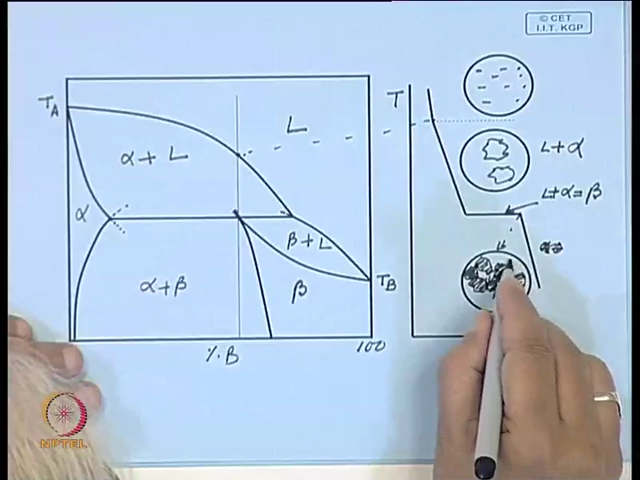 © CET
I.I.T. KGP
T_A
T
L
α + L
L+α
L+α=β
α
β+L
α+β
β
T_B
% B
100
NPTEL